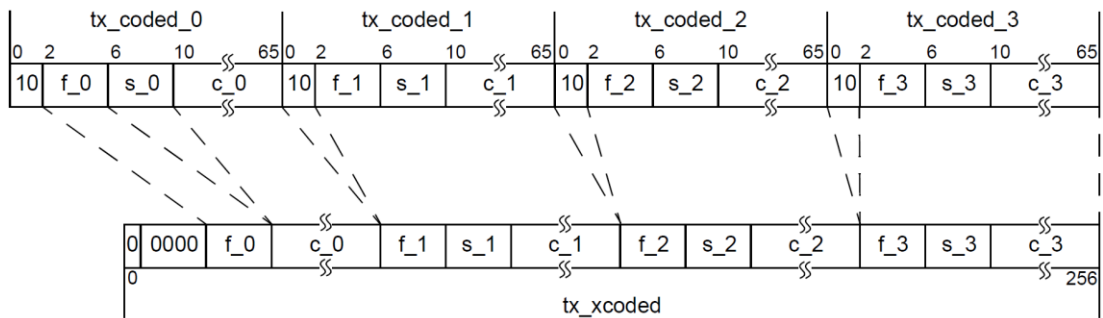 tx_coded_0 tx_coded_1 tx_coded_2 tx_coded_3
0 2 6 10 65 0 2 6 10 65 0 2 6 10 65 0 2 6 10 65
10 f_0 s_0 c_0 10 f_1 s_1 c_1 10 f_2 s_2 c_2 10 f_3 s_3 c_3
0 0000 f_0 c_0 f_1 s_1 c_1 f_2 s_2 c_2 f_3 s_3 c_3
0 256
tx_xcoded